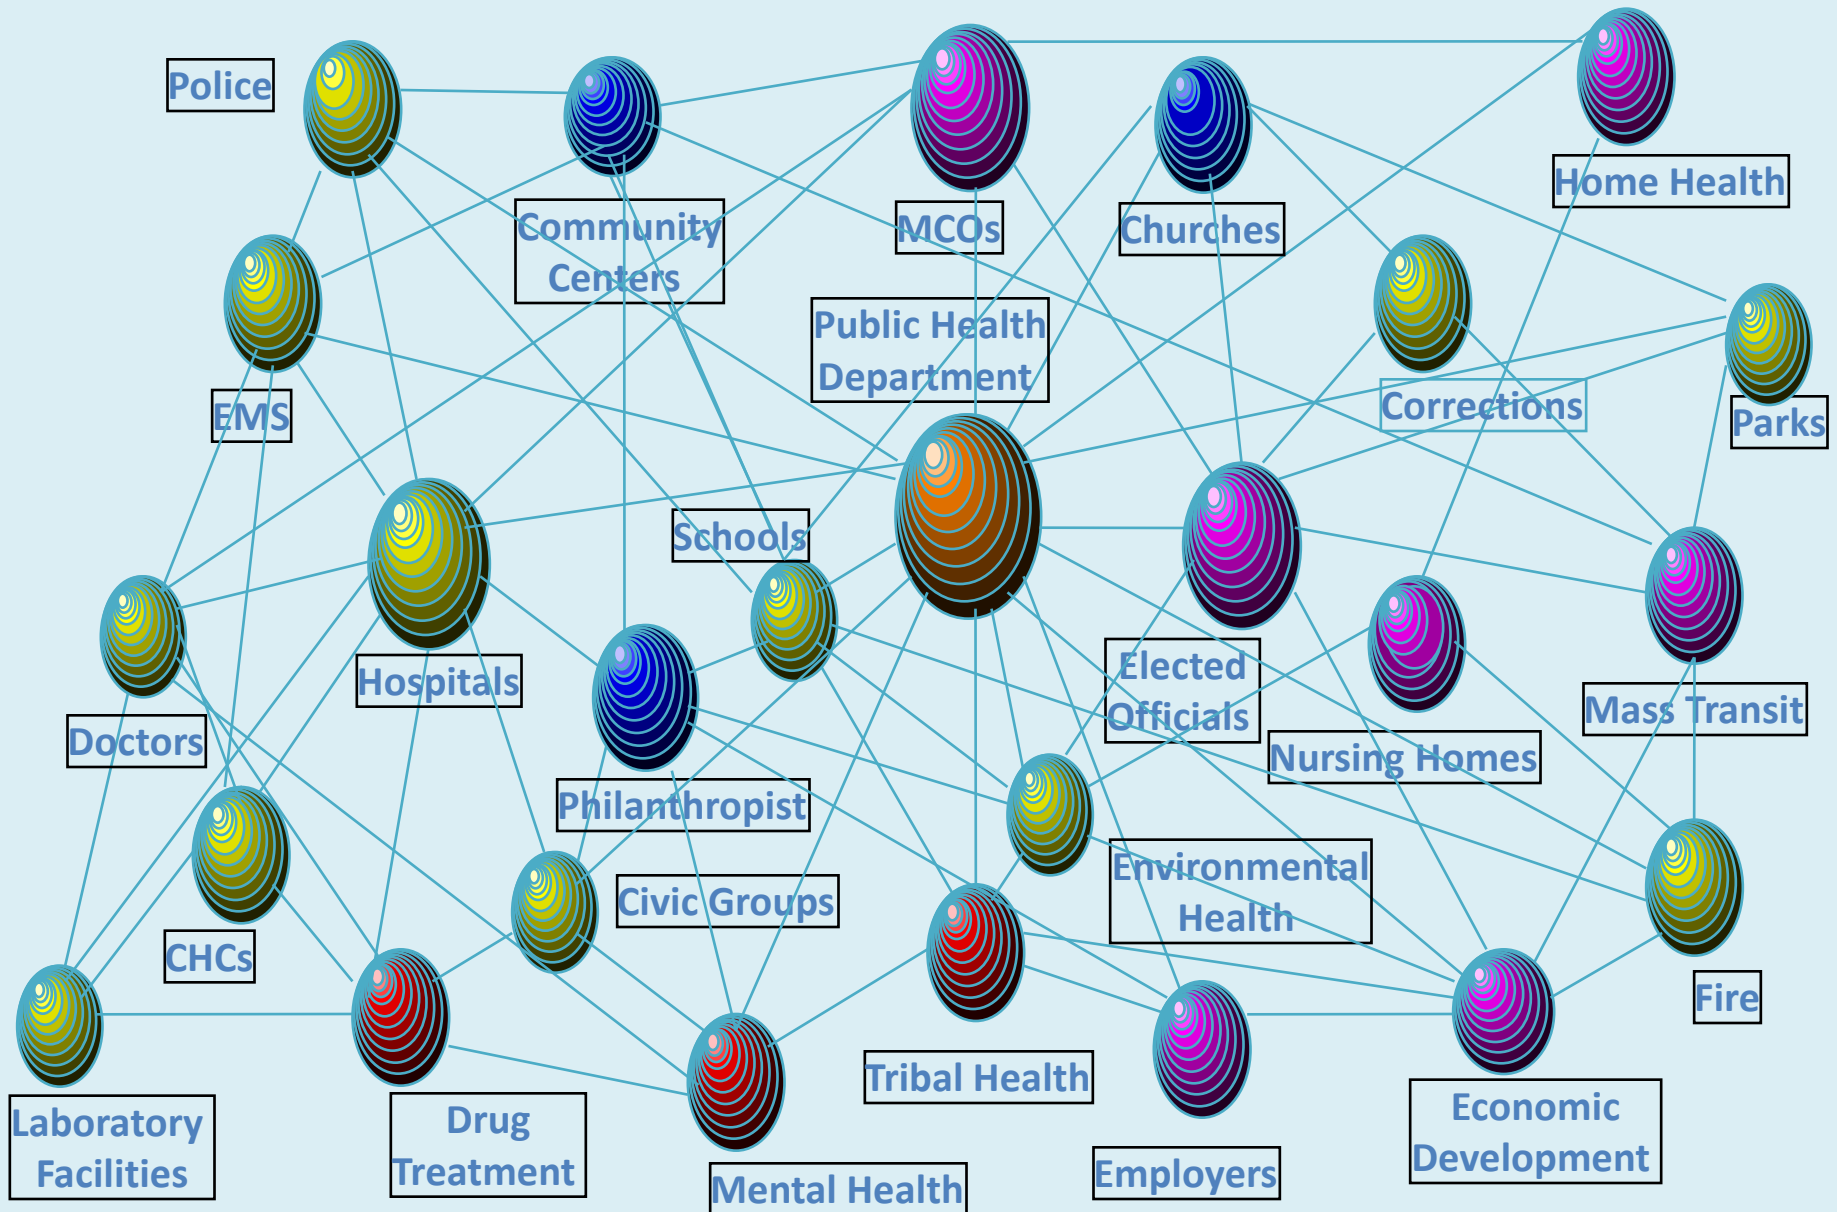 Police
Community
Centers
MCOs
Churches
Home Health
Public Health
Department
EMS
Corrections
Parks
Schools
Hospitals
Elected
Officials
Doctors
Nursing Homes
Mass Transit
Philanthropist
Civic Groups
Environmental
Health
CHCs
Fire
Tribal Health
Laboratory
Facilities
Drug
Treatment
Mental Health
Employers
Economic
Development